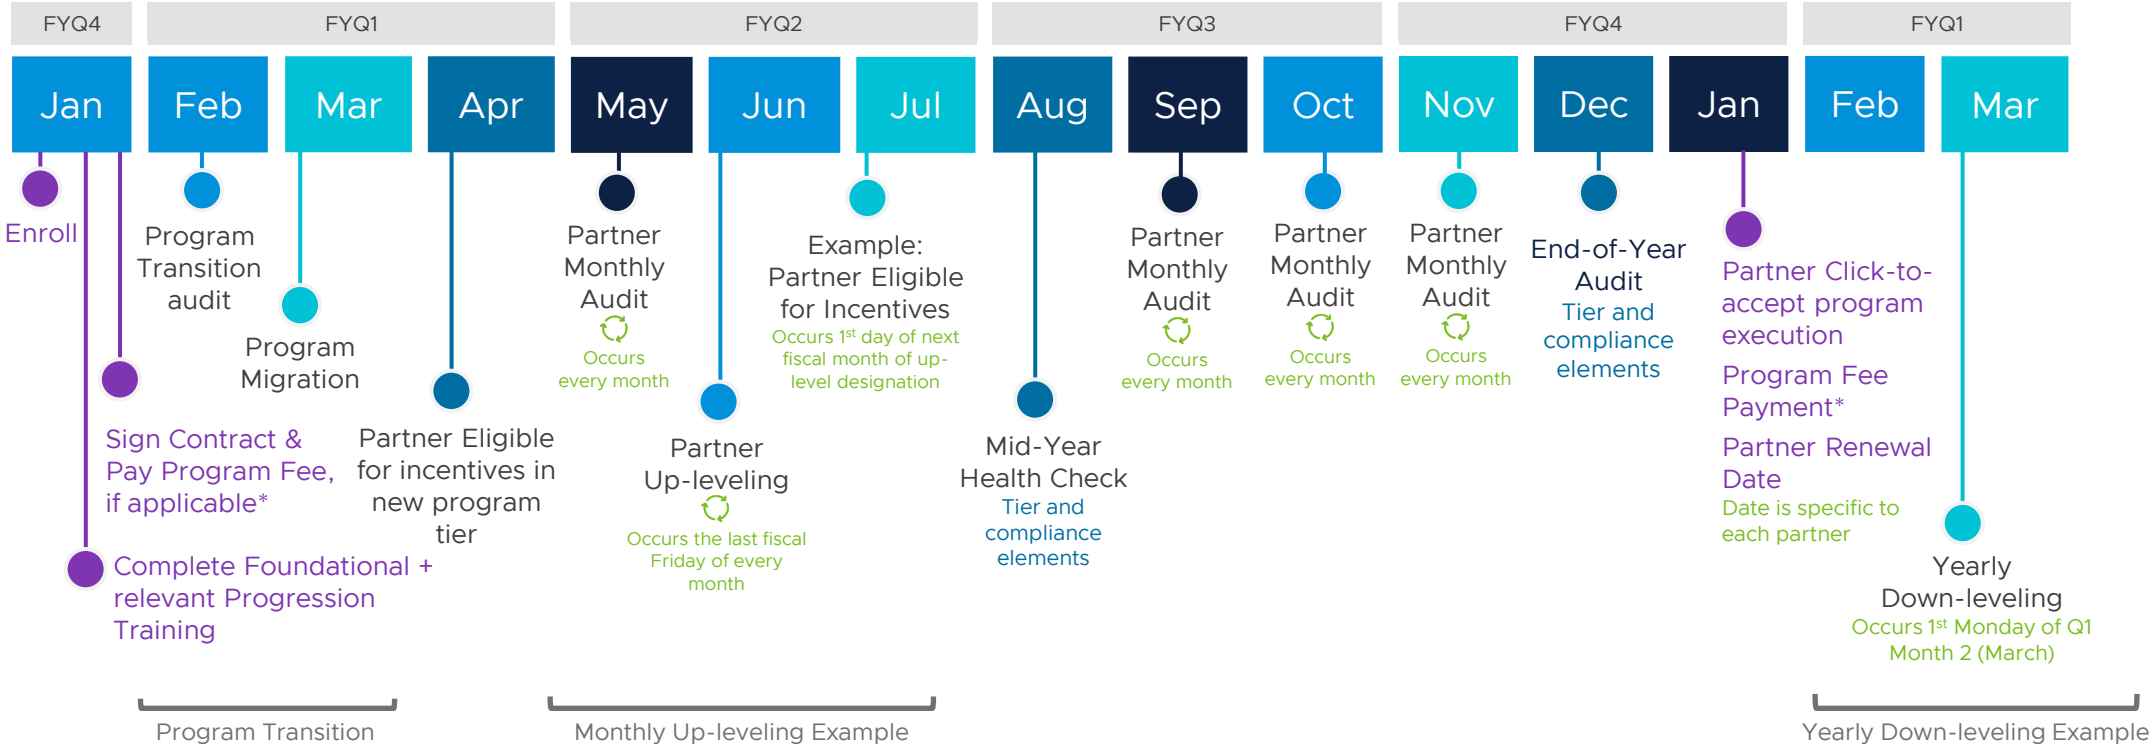 FYQ4
FYQ1
FYQ2
FYQ3
FYQ4
FYQ1
Jan
Feb
Mar
Apr
May
Jun
Jul
Aug
Sep
Oct
Nov
Dec
Jan
Feb
Mar
Enroll
Sign Contract &
Pay Program Fee,
if applicable*
Complete Foundational +
relevant Progression
Training
Program
Transition
audit
Program
Migration
Partner Eligible
for incentives in
new program
tier
Partner
Monthly
Audit
Occurs
every month
Partner
Up-leveling
Occurs the last fiscal
Friday of every
month
Example:
Partner Eligible
for Incentives
Occurs 1st day of next
fiscal month of up-
level designation
Mid-Year
Health Check
Tier and
compliance
elements
Partner
Monthly
Audit
Occurs
every month
Partner
Monthly
Audit
Occurs
every month
Partner
Monthly
Audit
Occurs
every month
End-of-Year
Audit
Tier and
compliance
elements
Partner Click-to-
accept program
execution
Program Fee
Payment*
Partner Renewal
Date
Date is specific to
each partner
Yearly
Down-leveling
Occurs 1st Monday of Q1
Month 2 (March)
Program Transition
Monthly Up-leveling Example
Yearly Down-leveling Example